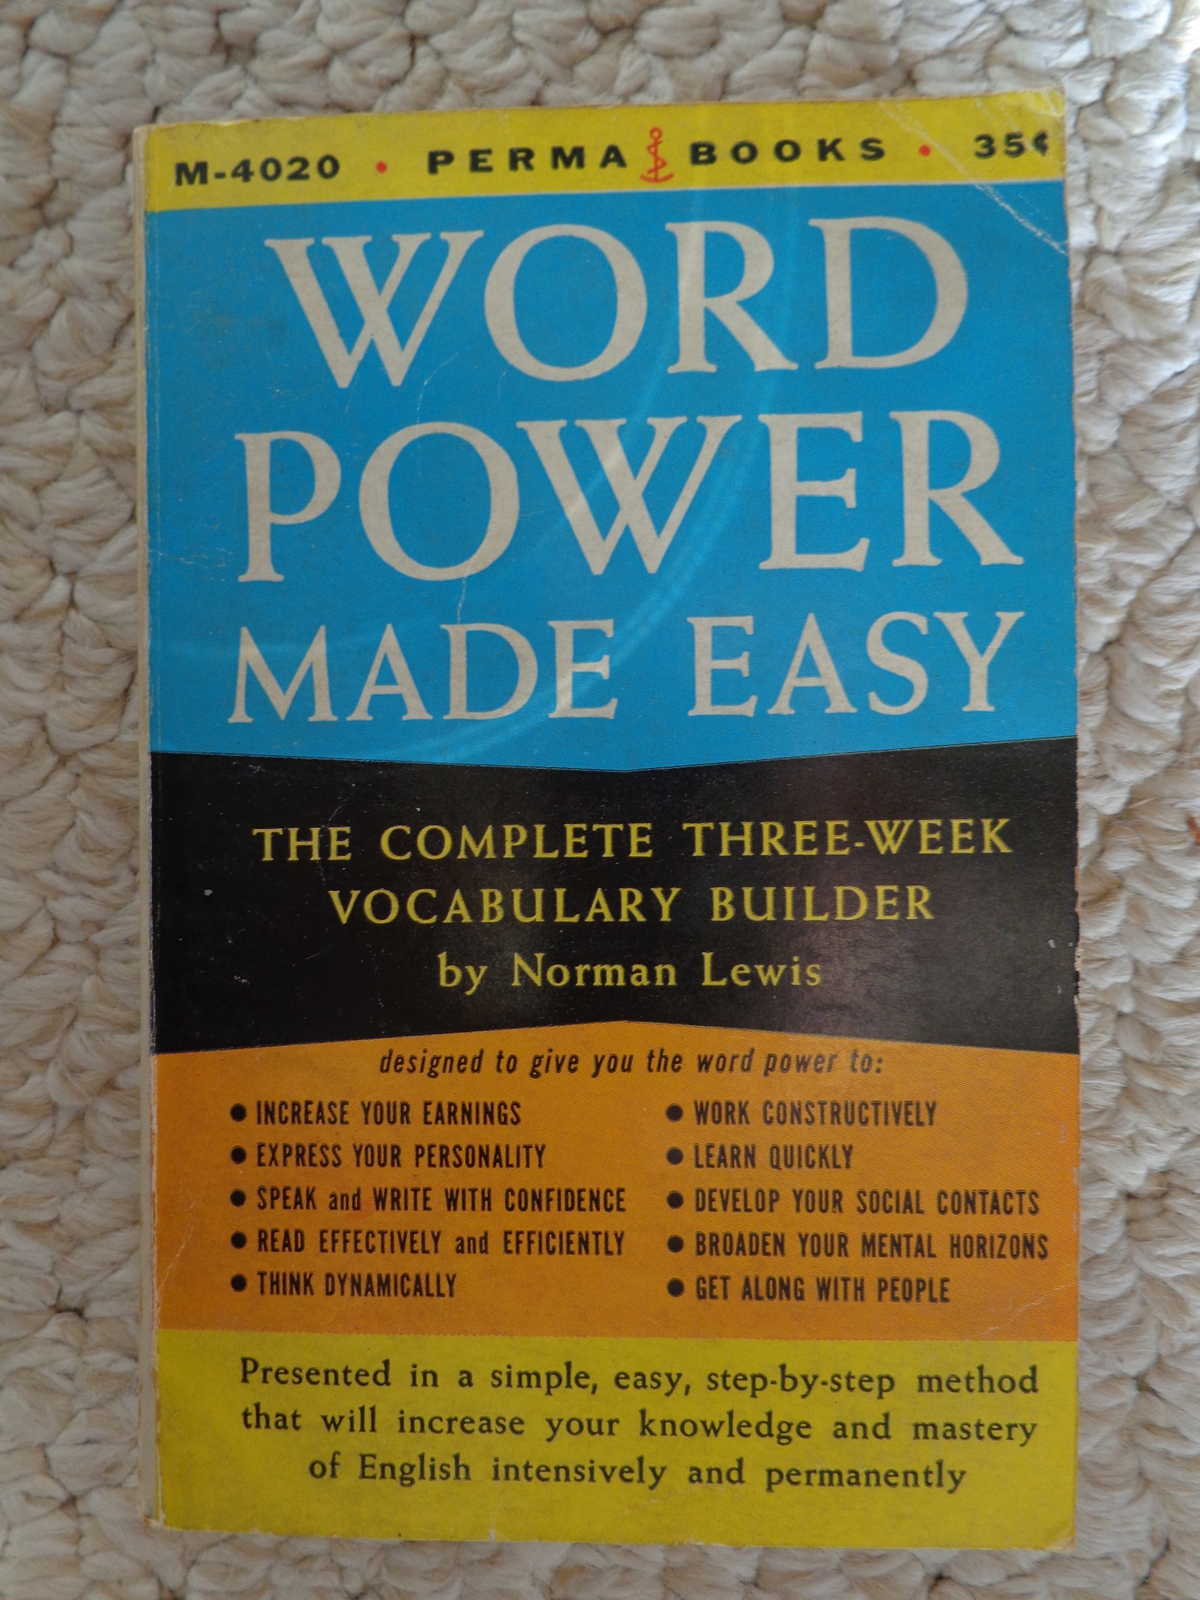 M-4020 • PERMA BOOKS • 35¢
WORD
POWER
MADE EASY
THE COMPLETE THREE-WEEK
VOCABULARY BUILDER
by Norman Lewis
designed to give you the word power to:
● INCREASE YOUR EARNINGS
● EXPRESS YOUR PERSONALITY
● SPEAK and WRITE WITH CONFIDENCE
● READ EFFECTIVELY and EFFICIENTLY
● THINK DYNAMICALLY
● WORK CONSTRUCTIVELY
● LEARN QUICKLY
● DEVELOP YOUR SOCIAL CONTACTS
● BROADEN YOUR MENTAL HORIZONS
● GET ALONG WITH PEOPLE
Presented in a simple, easy, step-by-step method
that will increase your knowledge and mastery
of English intensively and permanently